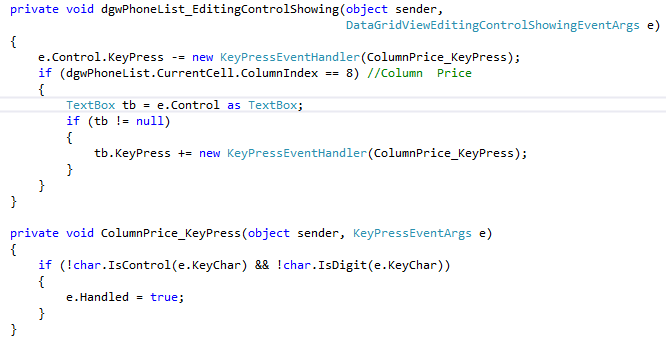 private void dgwPhoneList_EditingControlShowing(object sender,
DataGridViewEditingControlShowingEventArgs e)
{
e.Control.KeyPress -= new KeyPressEventHandler(ColumnPrice_KeyPress);
if (dgwPhoneList.CurrentCell.ColumnIndex == 8) //Column  Price
{
TextBox tb = e.Control as TextBox;
if (tb != null)
{
tb.KeyPress += new KeyPressEventHandler(ColumnPrice_KeyPress);
}
}
}
private void ColumnPrice_KeyPress(object sender, KeyPressEventArgs e)
{
if (!char.IsControl(e.KeyChar) && !char.IsDigit(e.KeyChar))
{
e.Handled = true;
}
}